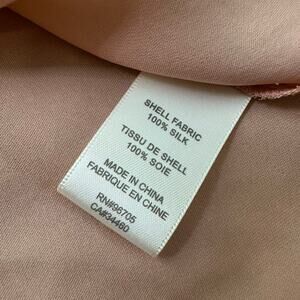 SHELL FABRIC
100% SILK
TISSU DE SHELL
100% SOIE
MADE IN CHINA
FABRIQUE EN CHINE
RN#96705
CA#34460